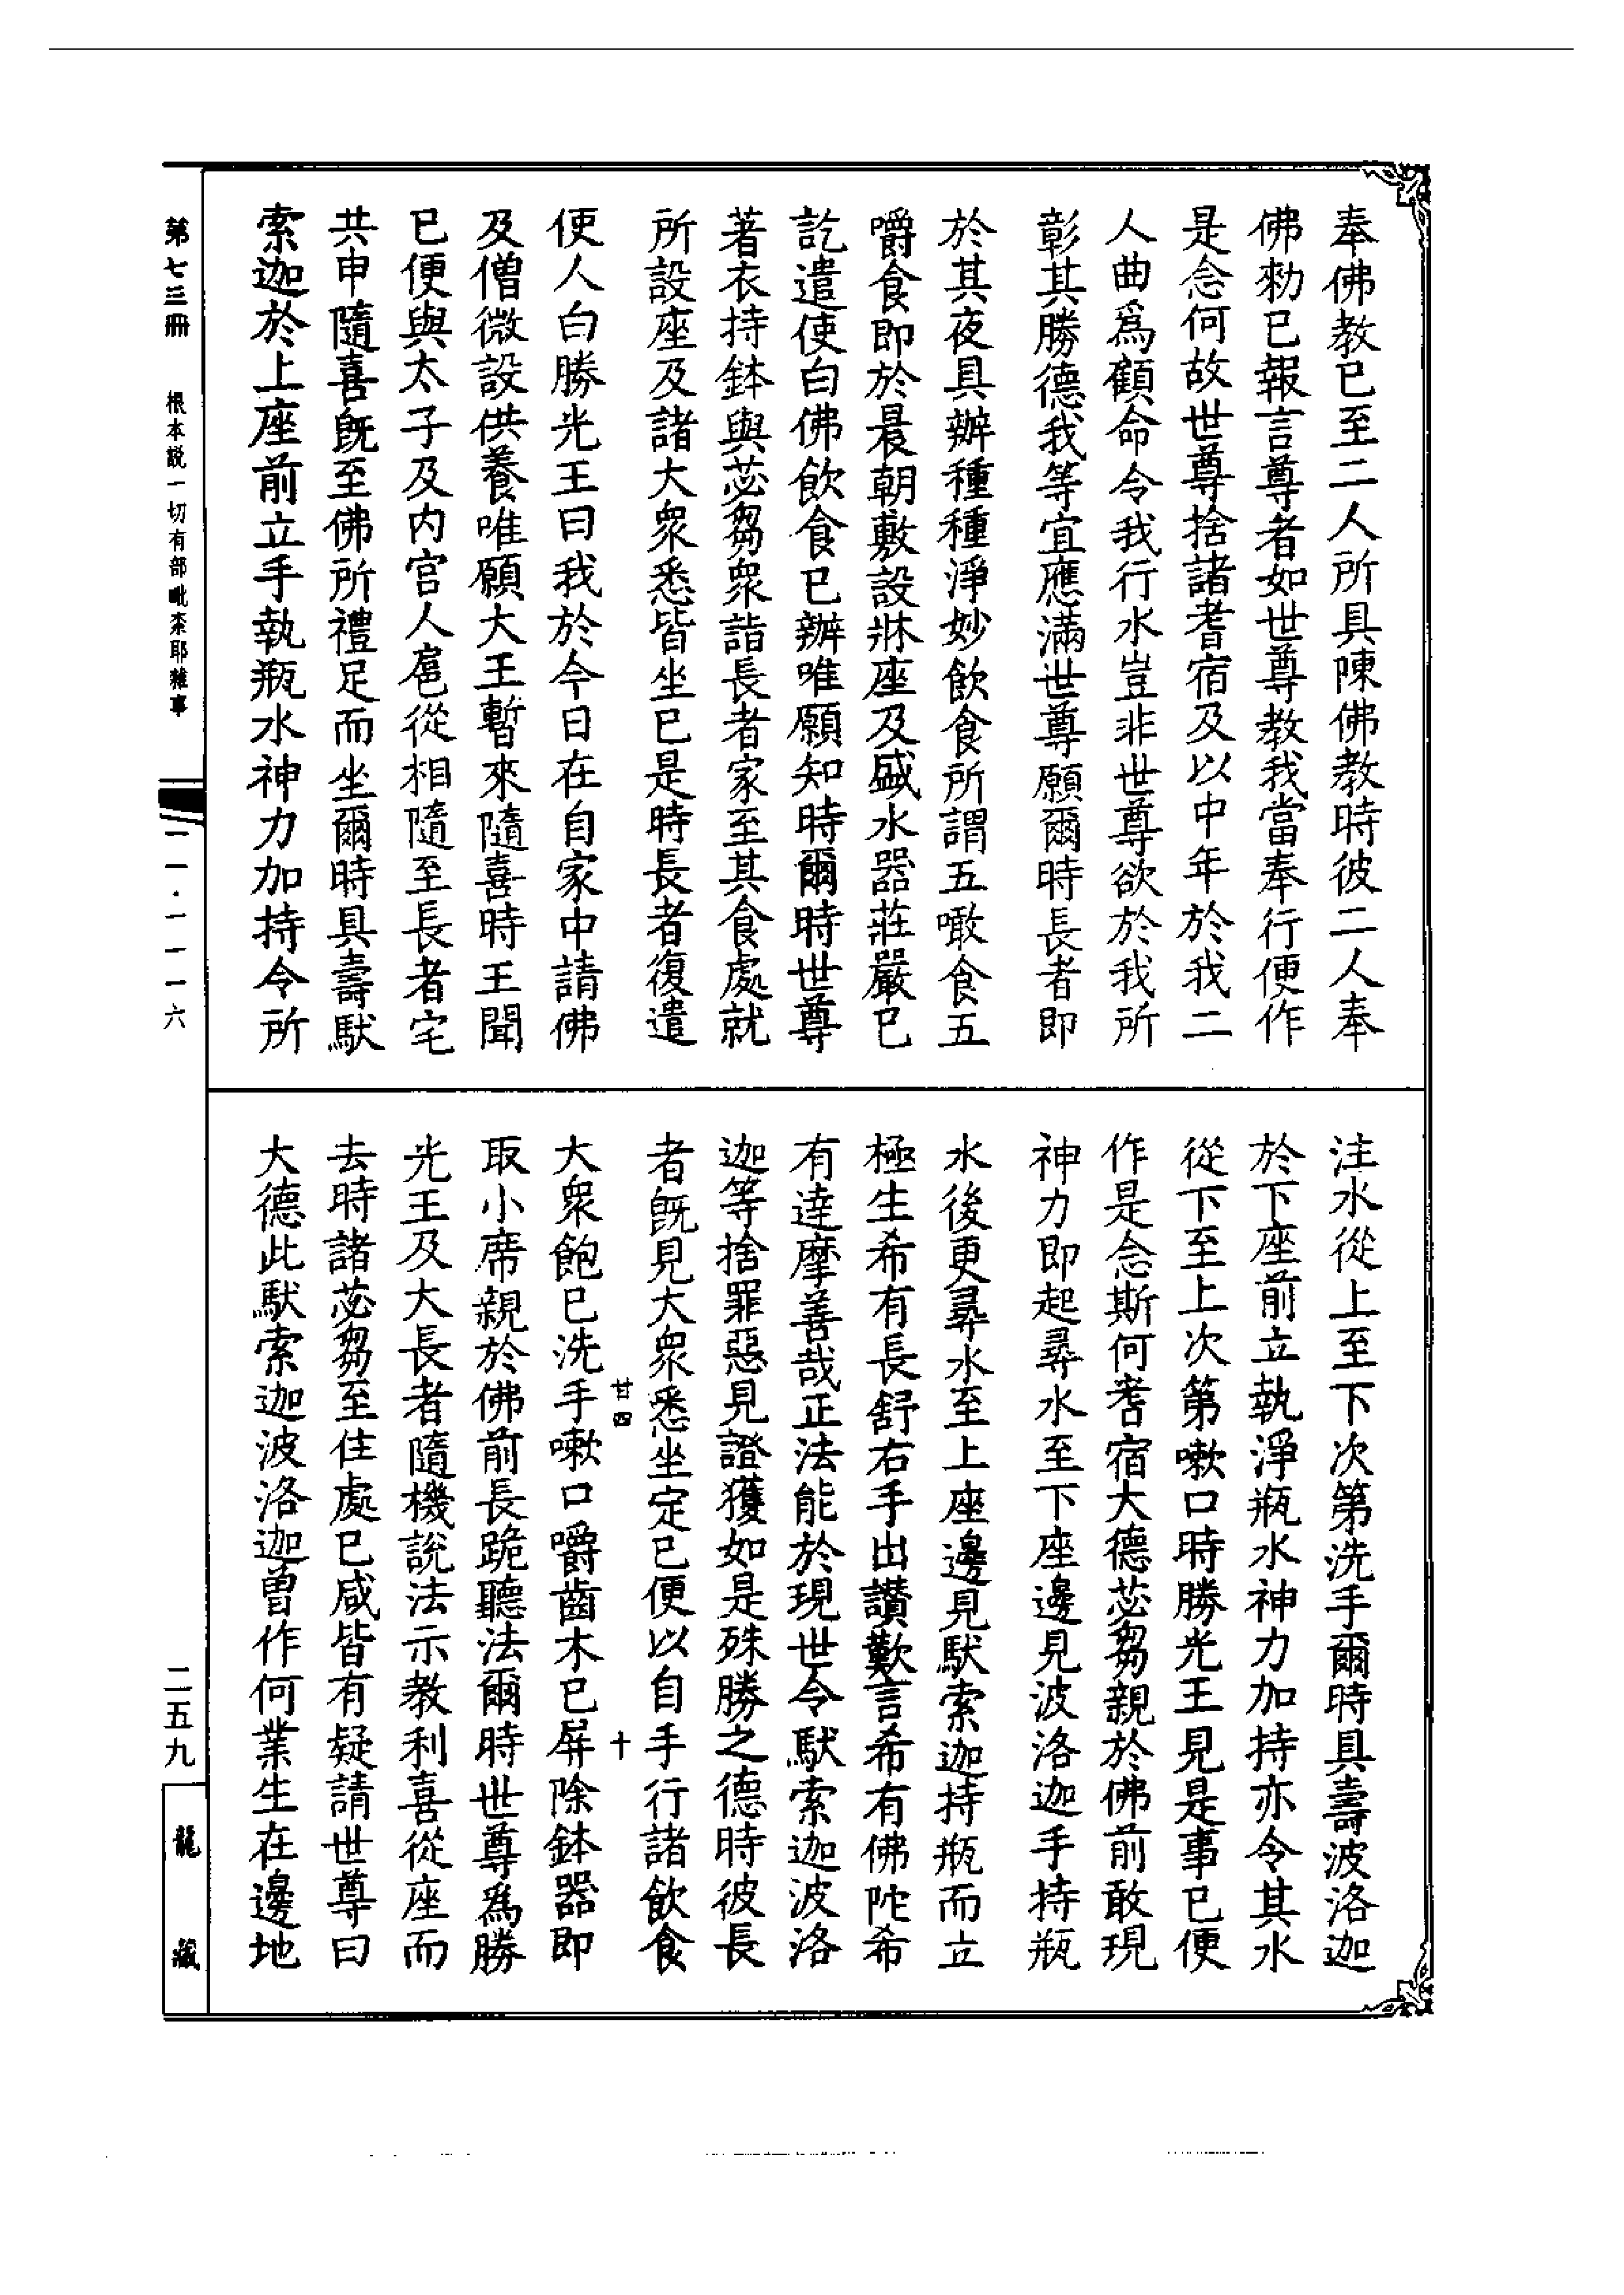 奉佛教已至二人所具陳佛教時彼二人奉
佛勑已報言尊者如世尊教我當奉行便作
是念何故世尊捨諸耆宿及以中年於我二
人曲爲顧命令我行水豈非世尊欲於我所
彰其勝德我等宜應滿世尊願爾時長者即
於其夜具辦種種淨妙飲食所謂五噉食五
嚼食即於晨朝敷設牀座及盛水器莊嚴已
訖遣使白佛飲食已辦唯願知時爾時世尊
著衣持鉢與苾芻衆詣長者家至其食處就
所設座及諸大衆悉皆坐已是時長者復遣
使人白勝光王曰我於今日在自家中請佛
及僧微設供養唯願大王暫來隨喜時王聞
已便與太子及内宫人扈從相隨至長者宅
共申隨喜旣至佛所禮足而坐爾時具壽馱
索迦於上座前立手執瓶水神力加持令所
注水從上至下次第洗手爾時具壽波洛迦
於下座前立執淨瓶水神力加持亦令其水
從下至上次第嗽口時勝光王見是事已便
作是念斯何耆宿大德苾芻親於佛前敢現
神力即起尋水至下座邊見波洛迦手持瓶
水後更尋水至上座邊見馱索迦持瓶而立
極生希有長舒右手出讚歎言希有佛陀希
有達摩善哉正法能於現世令馱索迦波洛
迦等捨罪惡見證獲如是殊勝之德時彼長
者旣見大衆悉坐定已便以自手行諸飲食
廿四 十
大衆飽已洗手嗽口嚼齒木已屏除鉢器即
取小席親於佛前長跪聽法爾時世尊爲勝
光王及大長者隨機說法示教利喜從座而
去時諸苾芻至住處已咸皆有疑請世尊曰
大德此馱索迦波洛迦曾作何業生在邊地
第七三冊 根本説一切有部毗柰耶雜事
一一·一一一六
二五九
龍藏